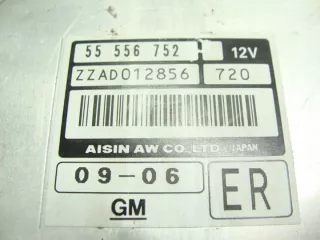 55 556 752 H 12V
ZZAD012856 720
AISIN AW CO.,LTD. JAPAN
09-06 ER
GM